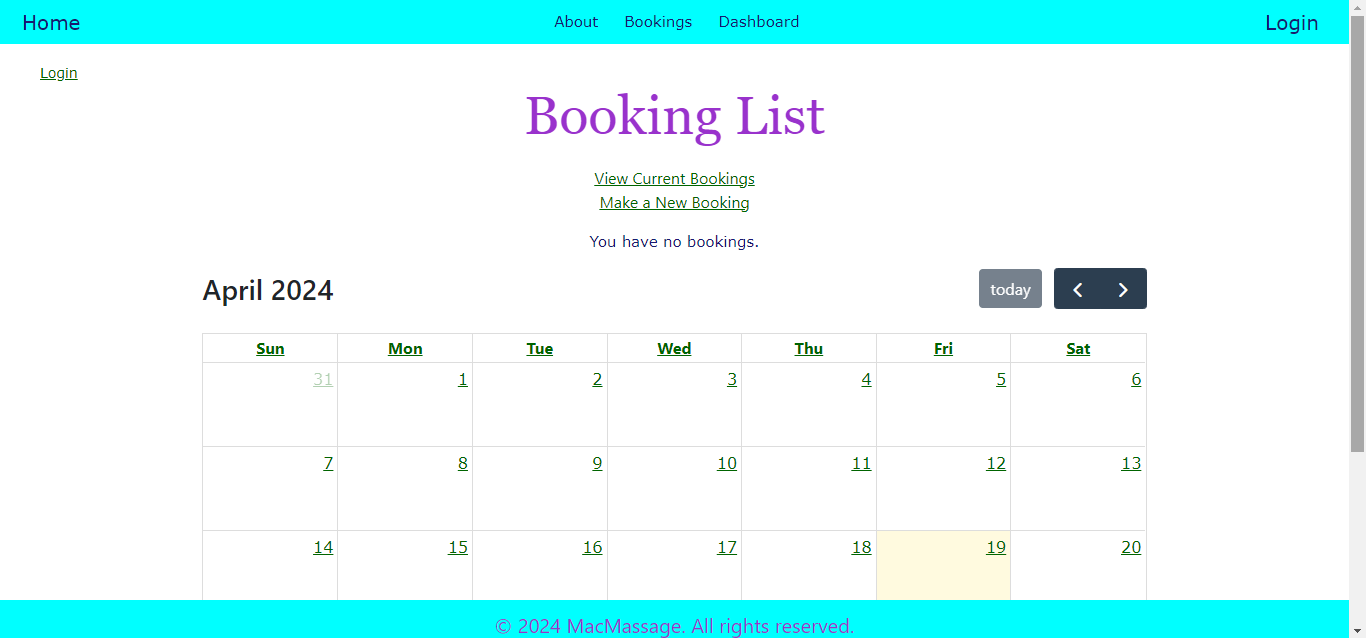 Home About Bookings Dashboard Login
Login
Booking List
View Current Bookings
Make a New Booking
You have no bookings.
April 2024 today
Sun Mon Tue Wed Thu Fri Sat
31 1 2 3 4 5 6
7 8 9 10 11 12 13
14 15 16 17 18 19 20
© 2024 MacMassage. All rights reserved.